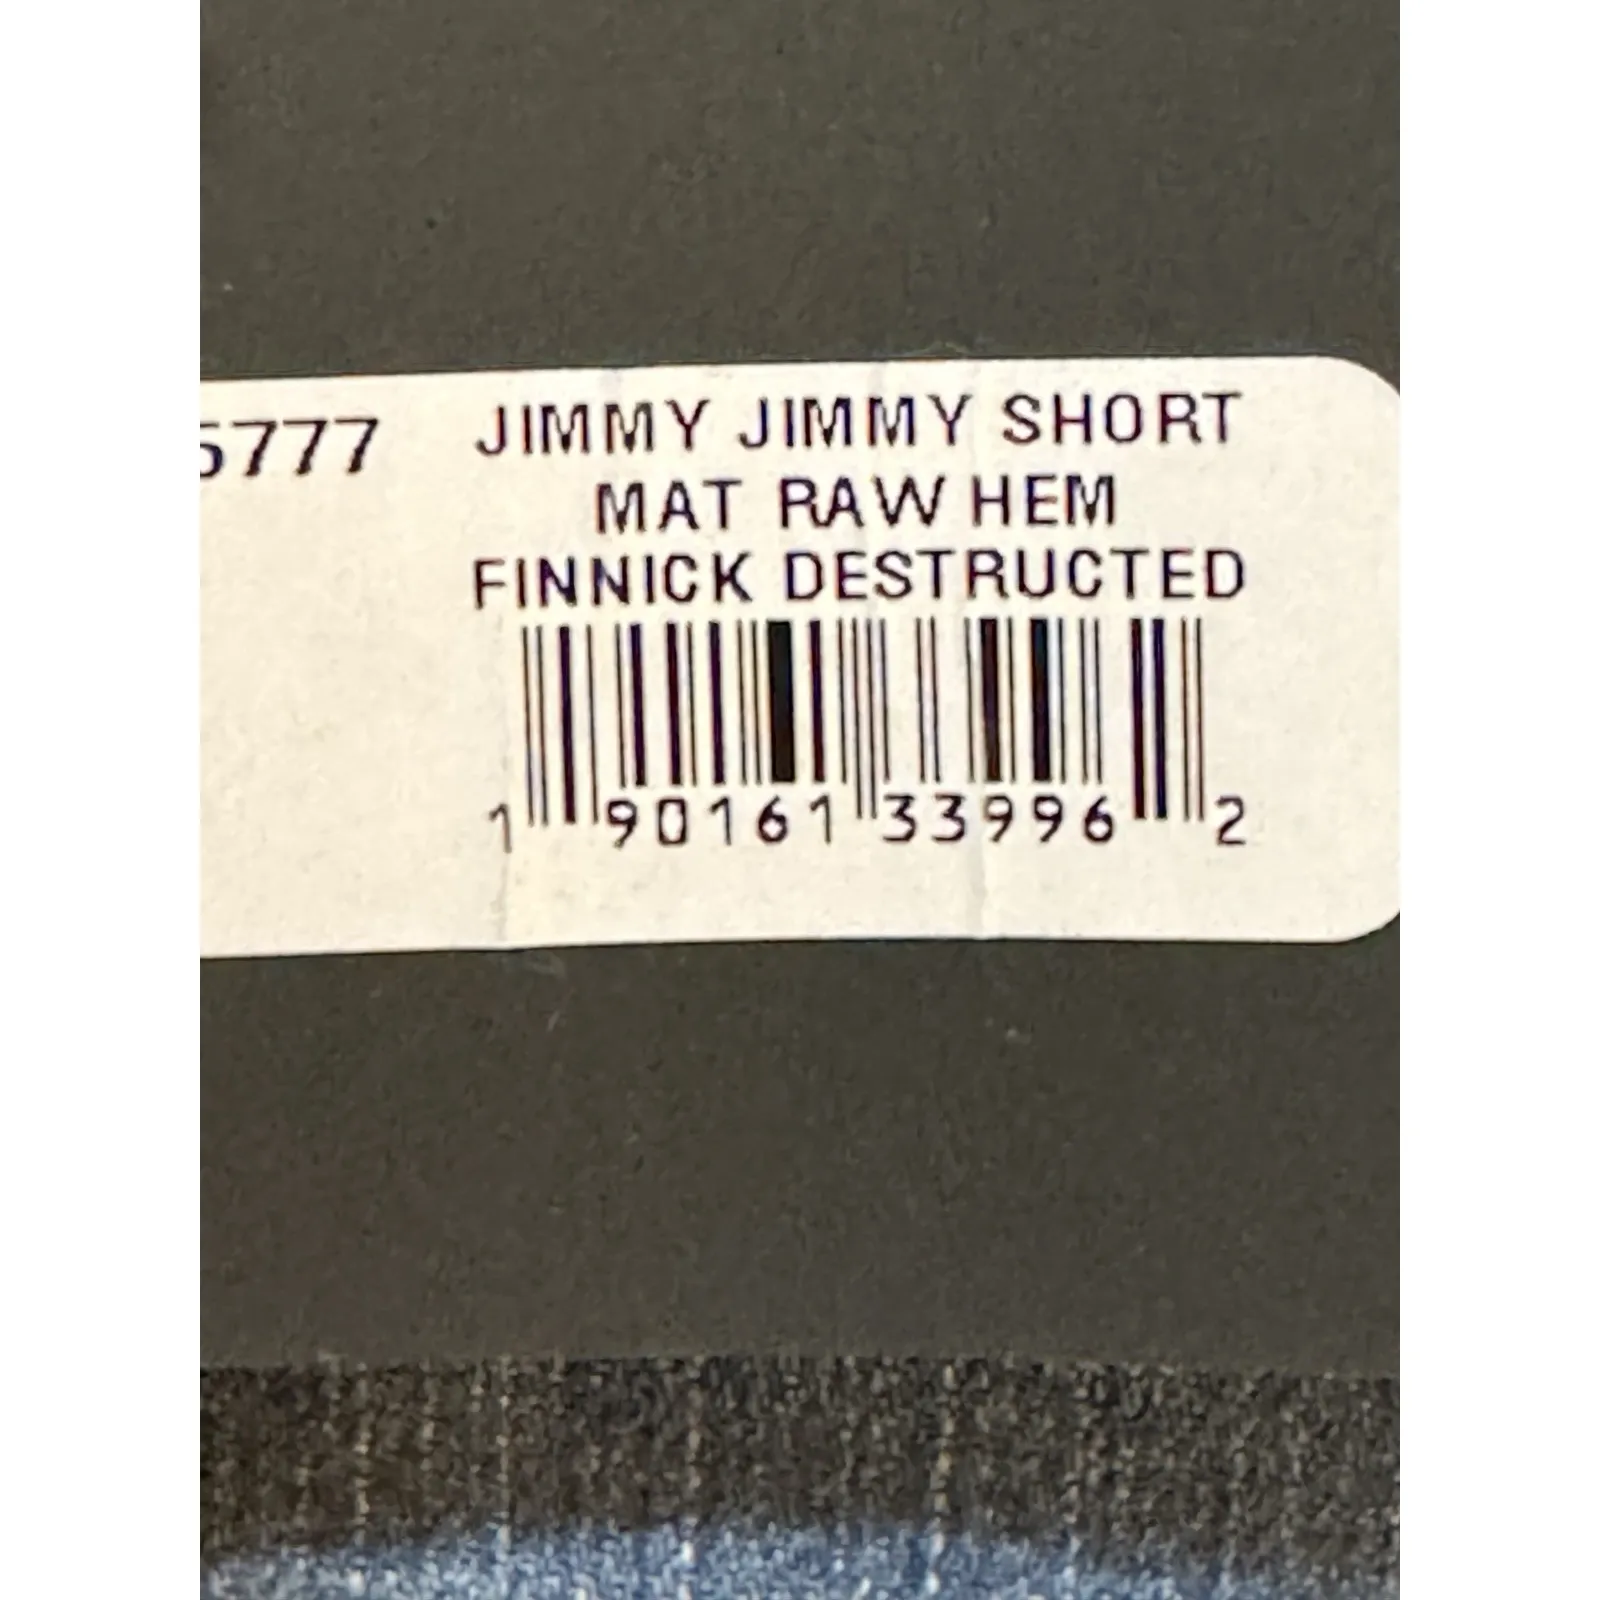 5777
JIMMY JIMMY SHORT
MAT RAW HEM
FINNICK DESTRUCTED
1 90161 33996 2